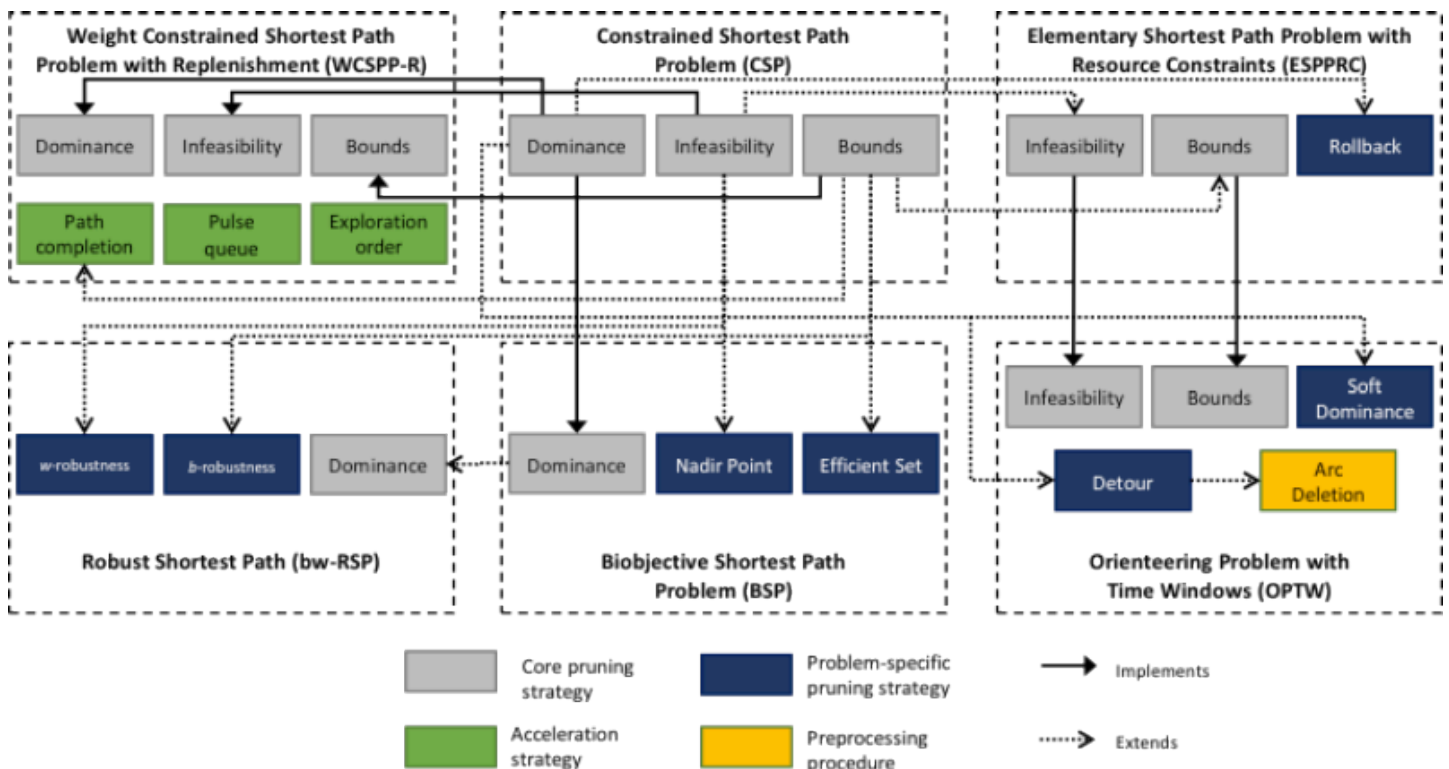 Weight Constrained Shortest Path
Problem with Replenishment (WCSPP-R)
Dominance
Infeasibility
Bounds
Path
completion
Pulse
queue
Exploration
order
Constrained Shortest Path
Problem (CSP)
Dominance
Infeasibility
Bounds
Elementary Shortest Path Problem with
Resource Constraints (ESPPRC)
Infeasibility
Bounds
Rollback
w-robustness
b-robustness
Dominance
Robust Shortest Path (bw-RSP)
Dominance
Nadir Point
Efficient Set
Biobjective Shortest Path
Problem (BSP)
Infeasibility
Bounds
Soft
Dominance
Detour
Arc
Deletion
Orienteering Problem with
Time Windows (OPTW)
Core pruning
strategy
Problem-specific
pruning strategy
Implements
Acceleration
strategy
Preprocessing
procedure
Extends